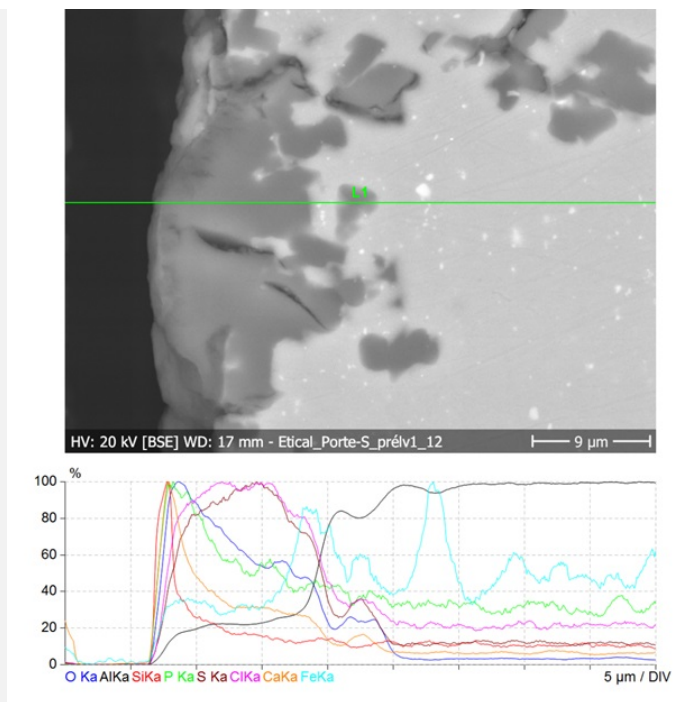 L1
HV: 20 kV [BSE] WD: 17 mm - Etical_Porte-S_prélv1_12
9 µm
%
100
80
60
40
20
0
O Ka AlKa SiKa P Ka S Ka ClKa CaKa FeKa
5 µm / DIV